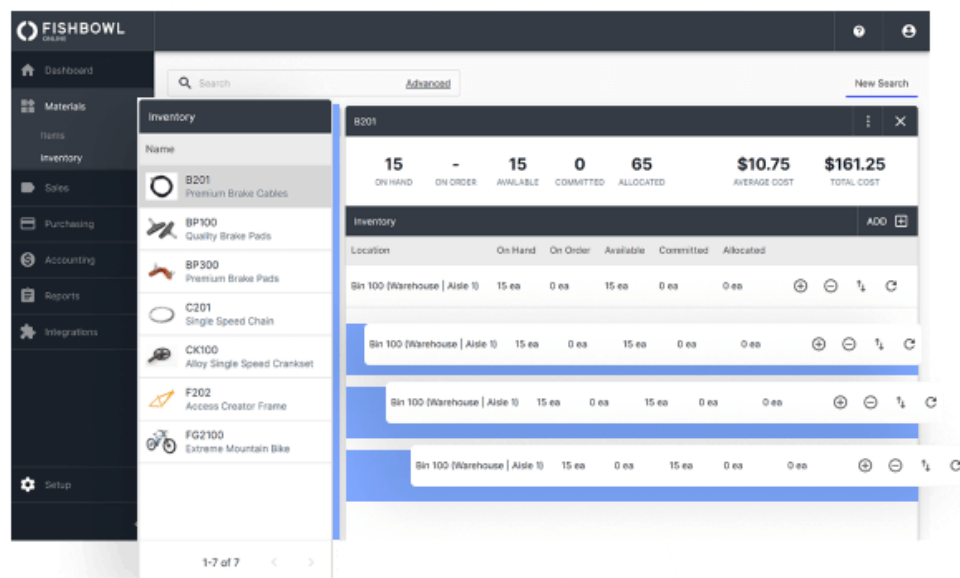 FISHBOWL
ONLINE
Dashboard
Materials
Items
Inventory
Sales
Purchasing
Accounting
Reports
Integrations
Setup
Search
Advanced
New Search
Inventory
Name
B201
Premium Brake Cables
BP100
Quality Brake Pads
BP300
Premium Brake Pads
C201
Single Speed Chain
CK100
Alloy Single Speed Crankset
F202
Access Creator Frame
FG2100
Extreme Mountain Bike
1-7 of 7
B201
15 - 15 0 65 $10.75 $161.25
ON HAND ON ORDER AVAILABLE COMMITTED ALLOCATED AVERAGE COST TOTAL COST
Inventory ADD
Location On Hand On Order Available Committed Allocated
Bin 100 (Warehouse | Aisle 1) 15 ea 0 ea 15 ea 0 ea 0 ea
Bin 100 (Warehouse | Aisle 1) 15 ea 0 ea 15 ea 0 ea 0 ea
Bin 100 (Warehouse | Aisle 1) 15 ea 0 ea 15 ea 0 ea 0 ea
Bin 100 (Warehouse | Aisle 1) 15 ea 0 ea 15 ea 0 ea 0 ea